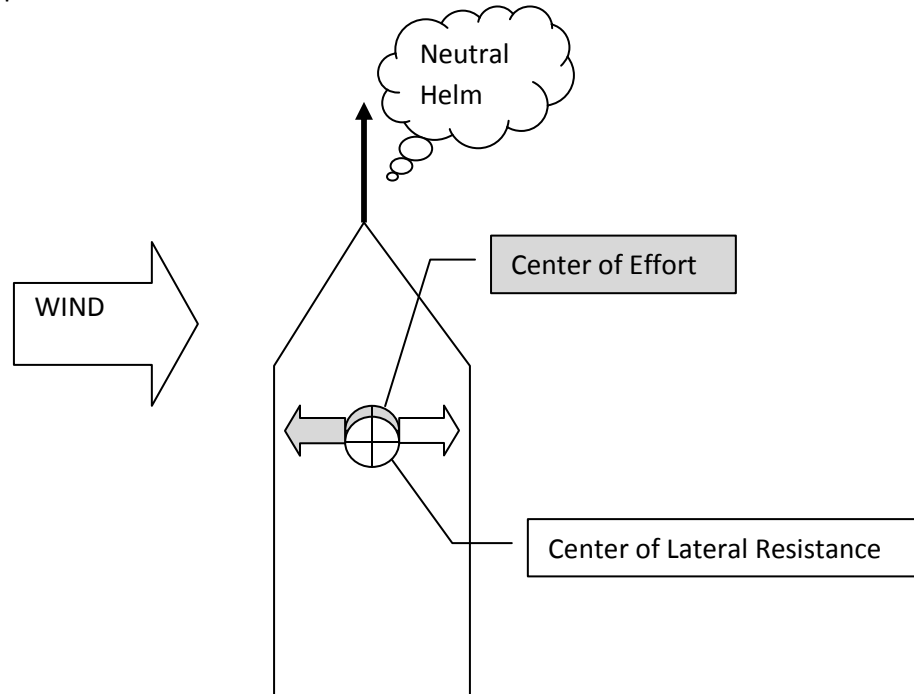 Neutral
Helm
Center of Effort
WIND
Center of Lateral Resistance